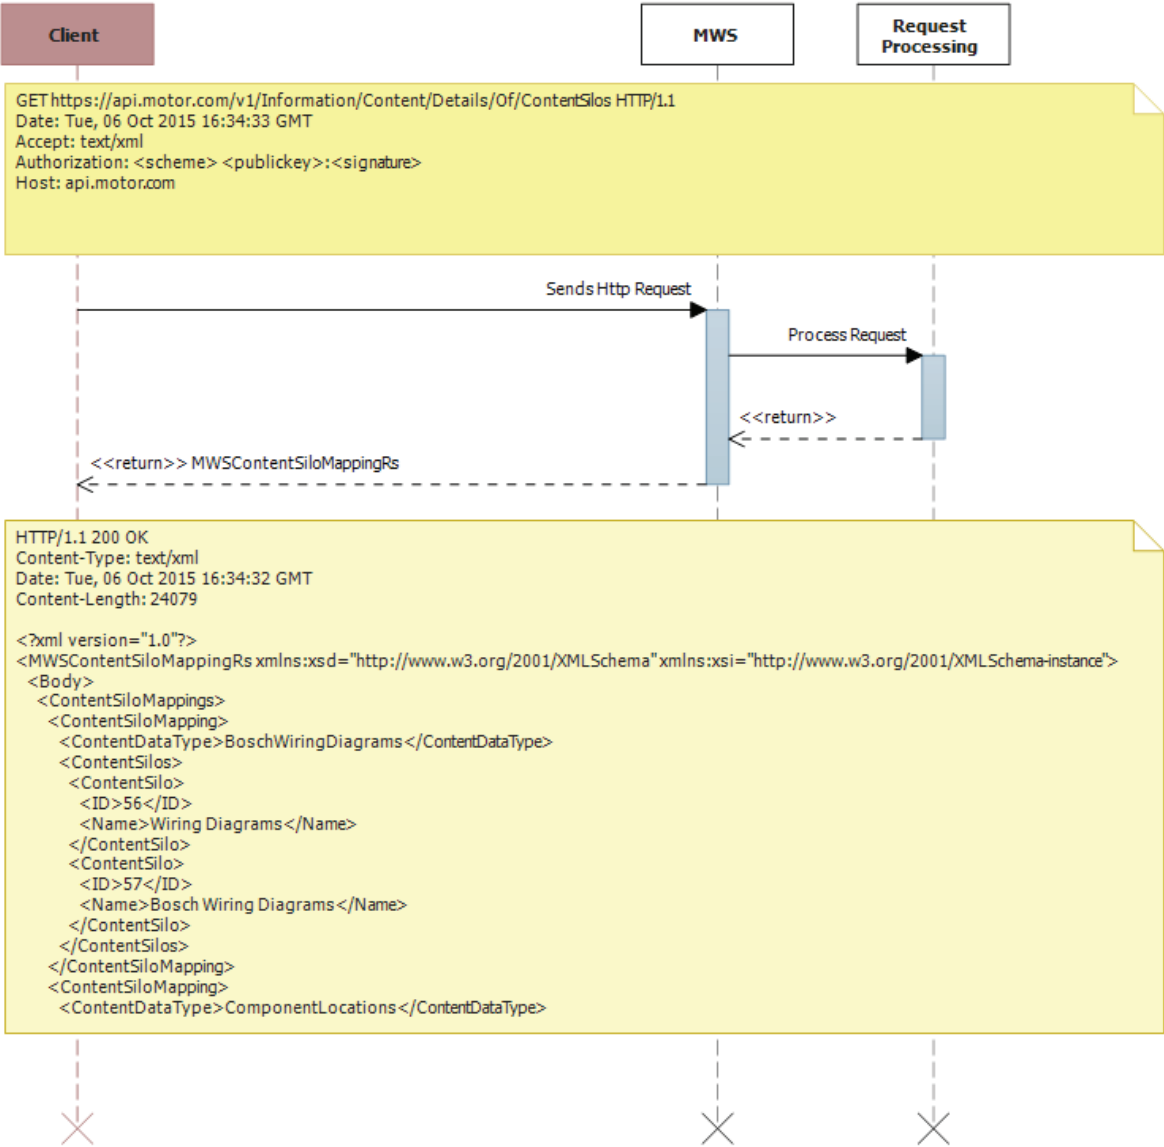 Client
MWS
Request
Processing
GET https://api.motor.com/v1/Information/Content/Details/Of/ContentSilos HTTP/1.1
Date: Tue, 06 Oct 2015 16:34:33 GMT
Accept: text/xml
Authorization: <scheme> <publickey>:<signature>
Host: api.motor.com
Sends Http Request
Process Request
<<return>>
<<return>> MWSContentSiloMappingRs
HTTP/1.1 200 OK
Content-Type: text/xml
Date: Tue, 06 Oct 2015 16:34:32 GMT
Content-Length: 24079
<?xml version="1.0"?>
<MWSContentSiloMappingRs xmlns:xsd="http://www.w3.org/2001/XMLSchema" xmlns:xsi="http://www.w3.org/2001/XMLSchema-instance">
<Body>
<ContentSiloMappings>
<ContentSiloMapping>
<ContentDataType>BoschWiringDiagrams</ContentDataType>
<ContentSilos>
<ContentSilo>
<ID>56</ID>
<Name>Wiring Diagrams</Name>
</ContentSilo>
<ContentSilo>
<ID>57</ID>
<Name>Bosch Wiring Diagrams</Name>
</ContentSilo>
</ContentSilos>
</ContentSiloMapping>
<ContentSiloMapping>
<ContentDataType>ComponentLocations</ContentDataType>